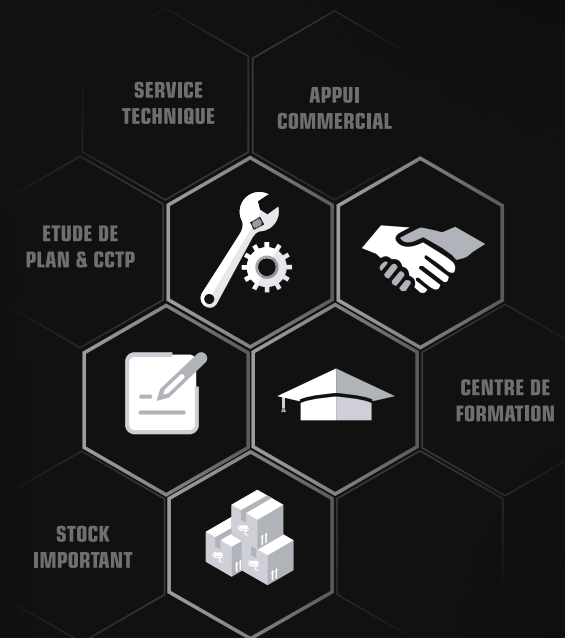 SERVICE
TECHNIQUE
APPUI
COMMERCIAL
ETUDE DE
PLAN & CCTP
CENTRE DE
FORMATION
STOCK
IMPORTANT